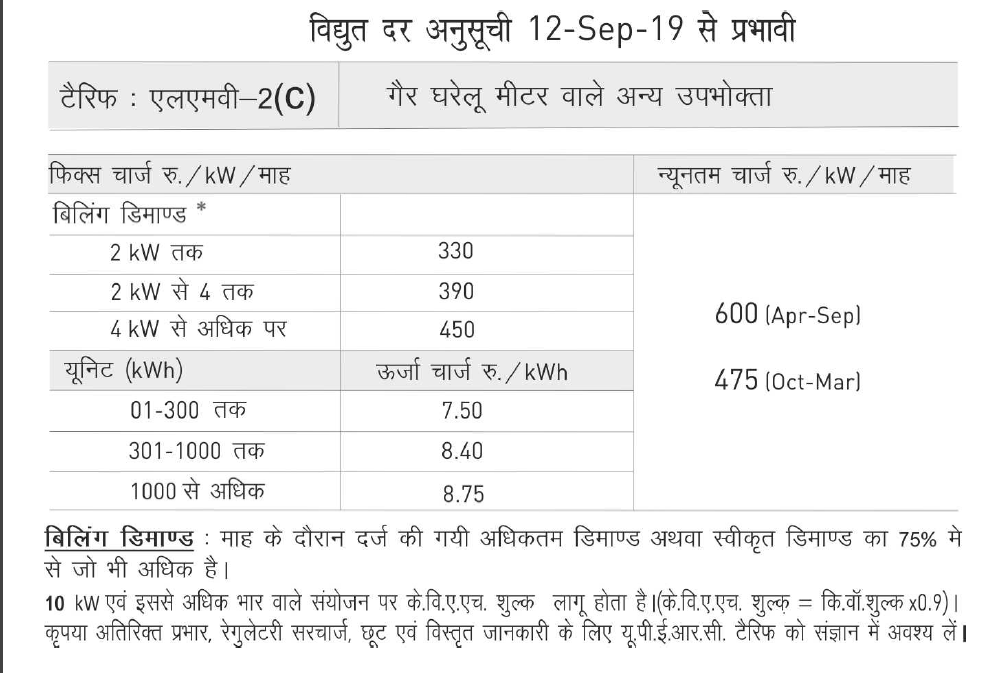 विद्युत दर अनुसूची 12-Sep-19 से प्रभावी
टैरिफ : एलएमवी–2(C) गैर घरेलू मीटर वाले अन्य उपभोक्ता
फिक्स चार्ज रु./kW/माह न्यूनतम चार्ज रु./kW/माह
बिलिंग डिमाण्ड *
2 kW तक 330
2 kW से 4 तक 390
600 (Apr-Sep)
4 kW से अधिक पर 450
यूनिट (kWh) ऊर्जा चार्ज रु./kWh
475 (Oct-Mar)
01-300 तक 7.50
301-1000 तक 8.40
1000 से अधिक 8.75
बिलिंग डिमाण्ड : माह के दौरान दर्ज की गयी अधिकतम डिमाण्ड अथवा स्वीकृत डिमाण्ड का 75% मे
से जो भी अधिक है।
10 kW एवं इससे अधिक भार वाले संयोजन पर के.वि.ए.एच. शुल्क लागू होता है।(के.वि.ए.एच. शुल्क़ = कि.वॉ.शुल्क x0.9)।
कृपया अतिरिक्त प्रभार, रेगुलेटरी सरचार्ज, छूट एवं विस्तृत जानकारी के लिए यू.पी.ई.आर.सी. टैरिफ को संज्ञान में अवश्य लें।